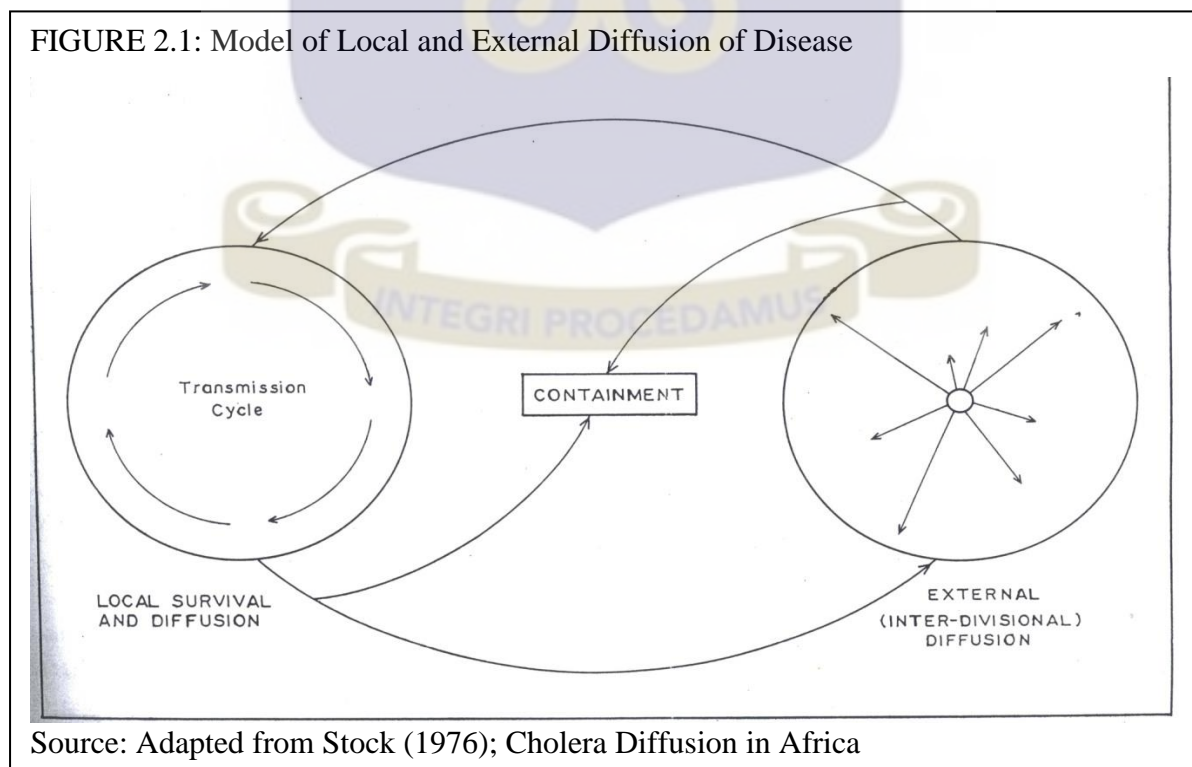 FIGURE 2.1: Model of Local and External Diffusion of Disease
INTEGRI PROCEDAMUS
Transmission
Cycle
CONTAINMENT
LOCAL SURVIVAL
AND DIFFUSION
EXTERNAL
(INTER-DIVISIONAL)
DIFFUSION
Source: Adapted from Stock (1976); Cholera Diffusion in Africa